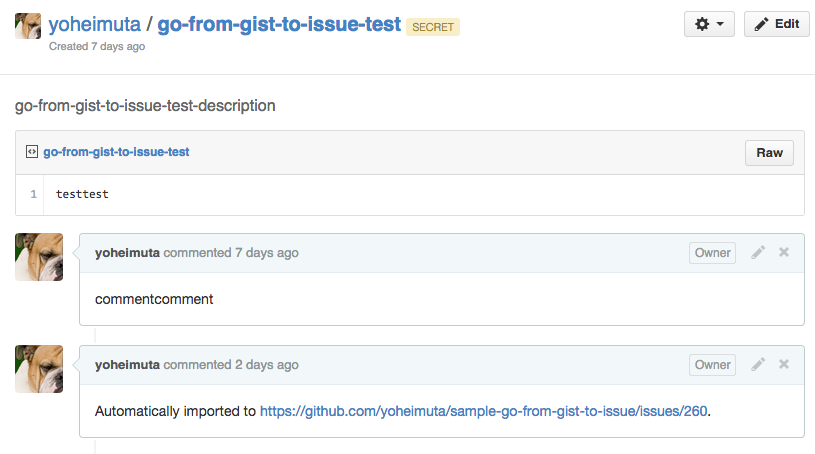 yoheimuta / go-from-gist-to-issue-test SECRET Edit
Created 7 days ago
go-from-gist-to-issue-test-description
go-from-gist-to-issue-test Raw
1 testtest
yoheimuta commented 7 days ago Owner
commentcomment
yoheimuta commented 2 days ago Owner
Automatically imported to https://github.com/yoheimuta/sample-go-from-gist-to-issue/issues/260.